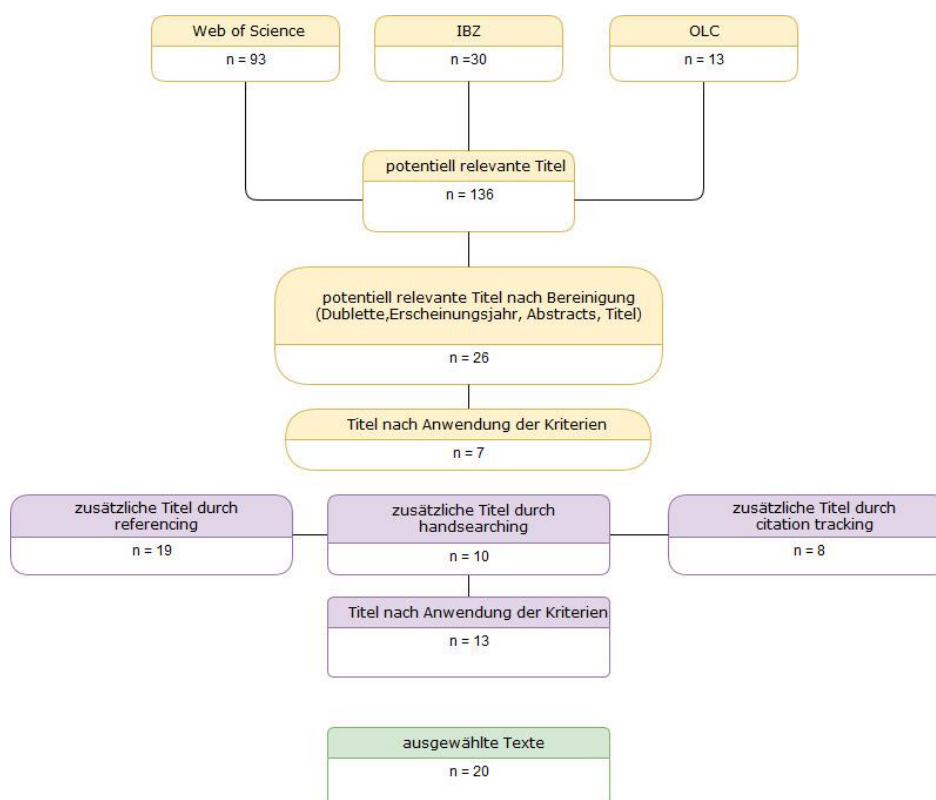 Web of Science
n = 93
IBZ
n =30
OLC
n = 13
potentiell relevante Titel
n = 136
potentiell relevante Titel nach Bereinigung
(Dublette,Erscheinungsjahr, Abstracts, Titel)
n = 26
Titel nach Anwendung der Kriterien
n = 7
zusätzliche Titel durch
referencing
n = 19
zusätzliche Titel durch
handsearching
n = 10
zusätzliche Titel durch
citation tracking
n = 8
Titel nach Anwendung der Kriterien
n = 13
ausgewählte Texte
n = 20